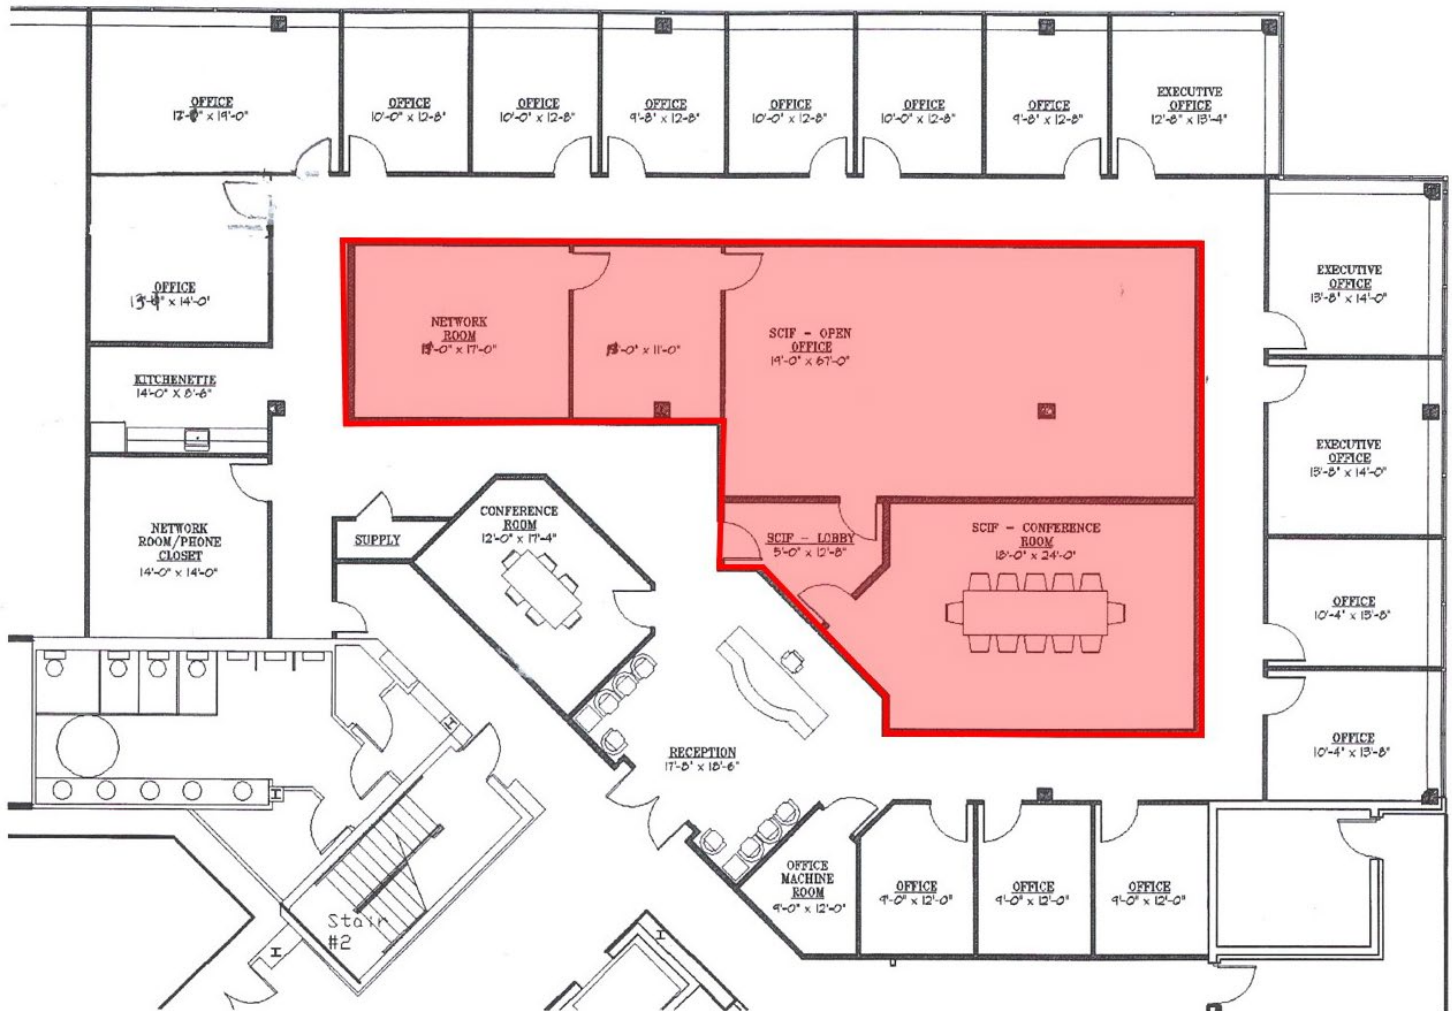 OFFICE
OFFICE
10'-0" x 12'-8"
OFFICE
10'-0" x 12'-8"
OFFICE
9'-8" x 12'-8"
OFFICE
10'-0" x 12'-8"
OFFICE
10'-0" x 12'-8"
OFFICE
9'-8" x 12'-8"
EXECUTIVE
OFFICE
12'-8" x 13'-4"
OFFICE
x 14'-0"
EXECUTIVE
OFFICE
13'-8" x 14'-0"
NETWORK
ROOM
x 17'-0"
x 11'-0"
SCIF - OPEN
OFFICE
19'-0" x 67'-0"
KITCHENETTE
14'-0" x 8'-6"
EXECUTIVE
OFFICE
13'-8" x 14'-0"
NETWORK
ROOM/PHONE
CLOSET
14'-0" x 14'-0"
SUPPLY
CONFERENCE
ROOM
12'-0" x 17'-4"
SCIF - LOBBY
5'-0" x 12'-8"
SCIF - CONFERENCE
ROOM
18'-0" x 24'-0"
OFFICE
10'-4" x 13'-8"
RECEPTION
17'-8" x 18'-6"
OFFICE
10'-4" x 13'-8"
OFFICE
MACHINE
ROOM
9'-0" x 12'-0"
OFFICE
9'-0" x 12'-0"
OFFICE
9'-0" x 12'-0"
OFFICE
9'-0" x 12'-0"
Stair
#2